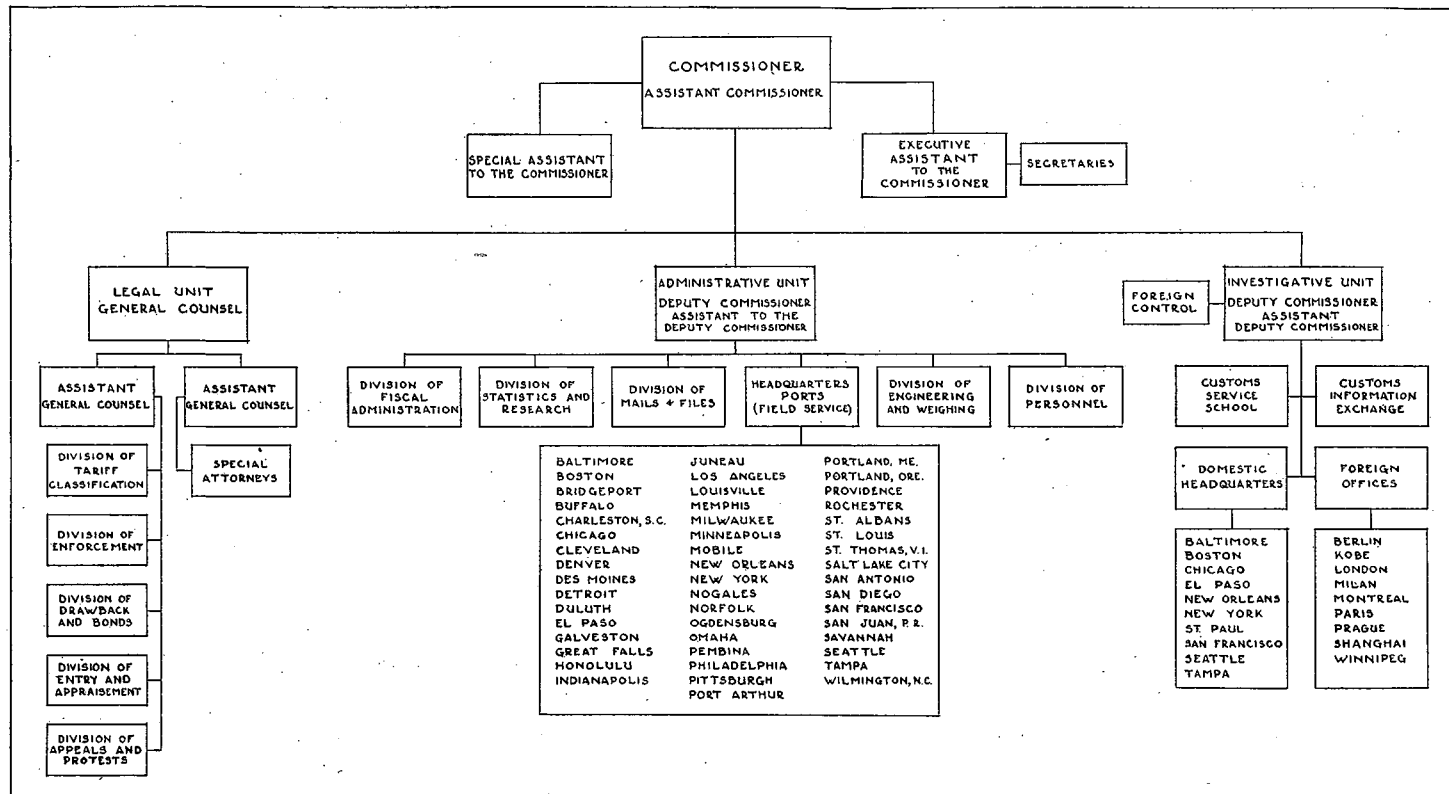 COMMISSIONER
ASSISTANT COMMISSIONER
SPECIAL ASSISTANT
TO THE COMMISSIONER
EXECUTIVE
ASSISTANT
TO THE
COMMISSIONER
SECRETARIES
LEGAL UNIT
GENERAL COUNSEL
ADMINISTRATIVE UNIT
DEPUTY COMMISSIONER
ASSISTANT TO THE
DEPUTY COMMISSIONER
FOREIGN
CONTROL
INVESTIGATIVE UNIT
DEPUTY COMMISSIONER
ASSISTANT
DEPUTY COMMISSIONER
ASSISTANT
GENERAL COUNSEL
ASSISTANT
GENERAL COUNSEL
DIVISION OF
FISCAL
ADMINISTRATION
DIVISION OF
STATISTICS AND
RESEARCH
DIVISION OF
MAILS & FILES
HEADQUARTERS
PORTS
(FIELD SERVICE)
DIVISION OF
ENGINEERING
AND WEIGHING
DIVISION OF
PERSONNEL
CUSTOMS
SERVICE
SCHOOL
CUSTOMS
INFORMATION
EXCHANGE
DIVISION OF
TARIFF
CLASSIFICATION
SPECIAL
ATTORNEYS
DIVISION OF
ENFORCEMENT
DIVISION OF
DRAWBACK
AND BONDS
DIVISION OF
ENTRY AND
APPRAISEMENT
DIVISION OF
APPEALS AND
PROTESTS
BALTIMORE
BOSTON
BRIDGEPORT
BUFFALO
CHARLESTON, S.C.
CHICAGO
CLEVELAND
DENVER
DES MOINES
DETROIT
DULUTH
EL PASO
GALVESTON
GREAT FALLS
HONOLULU
INDIANAPOLIS
JUNEAU
LOS ANGELES
LOUISVILLE
MEMPHIS
MILWAUKEE
MINNEAPOLIS
MOBILE
NEW ORLEANS
NEW YORK
NOGALES
NORFOLK
OGDENSBURG
OMAHA
PEMBINA
PHILADELPHIA
PITTSBURGH
PORT ARTHUR
PORTLAND, ME.
PORTLAND, ORE.
PROVIDENCE
ROCHESTER
ST. ALBANS
ST. LOUIS
ST. THOMAS, V.I.
SALT LAKE CITY
SAN ANTONIO
SAN DIEGO
SAN FRANCISCO
SAN JUAN, P.R.
SAVANNAH
SEATTLE
TAMPA
WILMINGTON, N.C.
DOMESTIC
HEADQUARTERS
FOREIGN
OFFICES
BALTIMORE
BOSTON
CHICAGO
EL PASO
NEW ORLEANS
NEW YORK
ST. PAUL
SAN FRANCISCO
SEATTLE
TAMPA
BERLIN
KOBE
LONDON
MILAN
MONTREAL
PARIS
PRAGUE
SHANGHAI
WINNIPEG